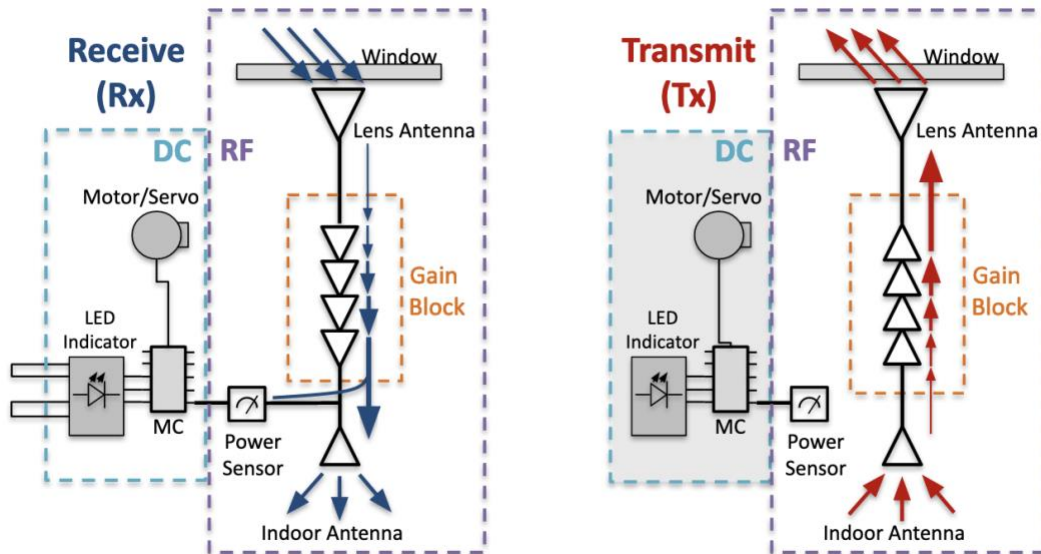 Receive
(Rx)
Window
DC
RF
Lens Antenna
Motor/Servo
Gain
Block
LED
Indicator
MC
Power
Sensor
Indoor Antenna
Transmit
(Tx)
Window
DC
RF
Lens Antenna
Motor/Servo
Gain
Block
LED
Indicator
MC
Power
Sensor
Indoor Antenna